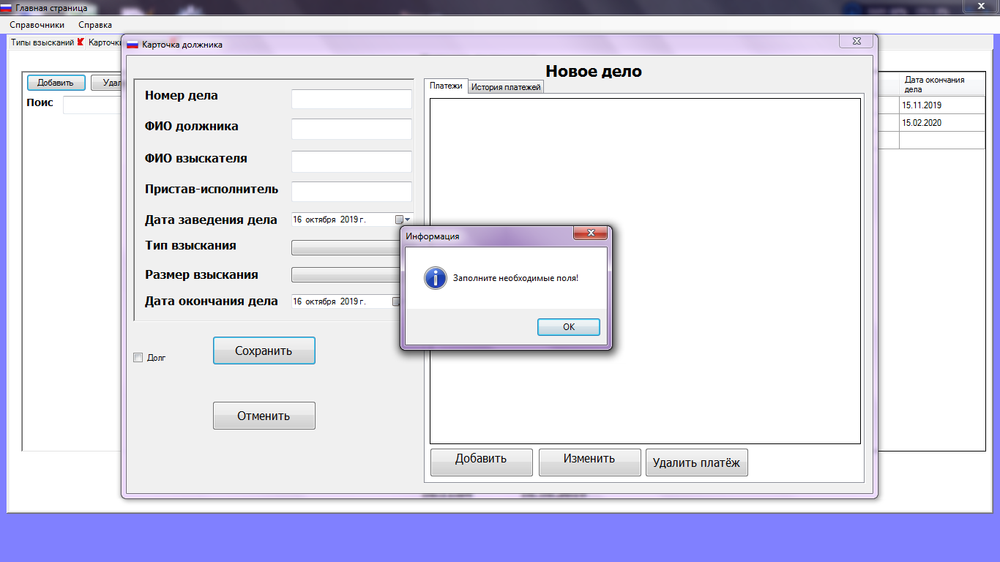 Главная страница
Справочники Справка
Типы взысканий Карточки
Добавить Удал
Поис
Дата окончания
дела
15.11.2019
15.02.2020
Карточка должника
Новое дело
Номер дела
ФИО должника
ФИО взыскателя
Пристав-исполнитель
Дата заведения дела 16 октября 2019 г.
Тип взыскания
Размер взыскания
Дата окончания дела 16 октября 2019 г.
Долг
Сохранить
Отменить
Платежи История платежей
Информация
Заполните необходимые поля!
OK
Добавить Изменить Удалить платёж